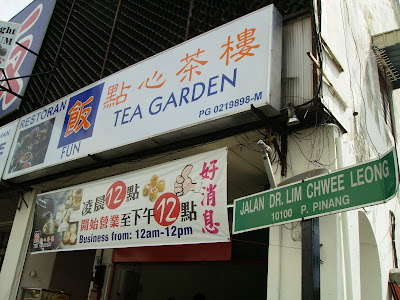 RESTORAN
飯
FUN
點心茶樓
TEA GARDEN
PG 0219898-M
凌晨12點
開始營業至下午12點
Business from: 12am-12pm
好消息
JALAN DR. LIM CHWEE LEONG
10100 P. PINANG